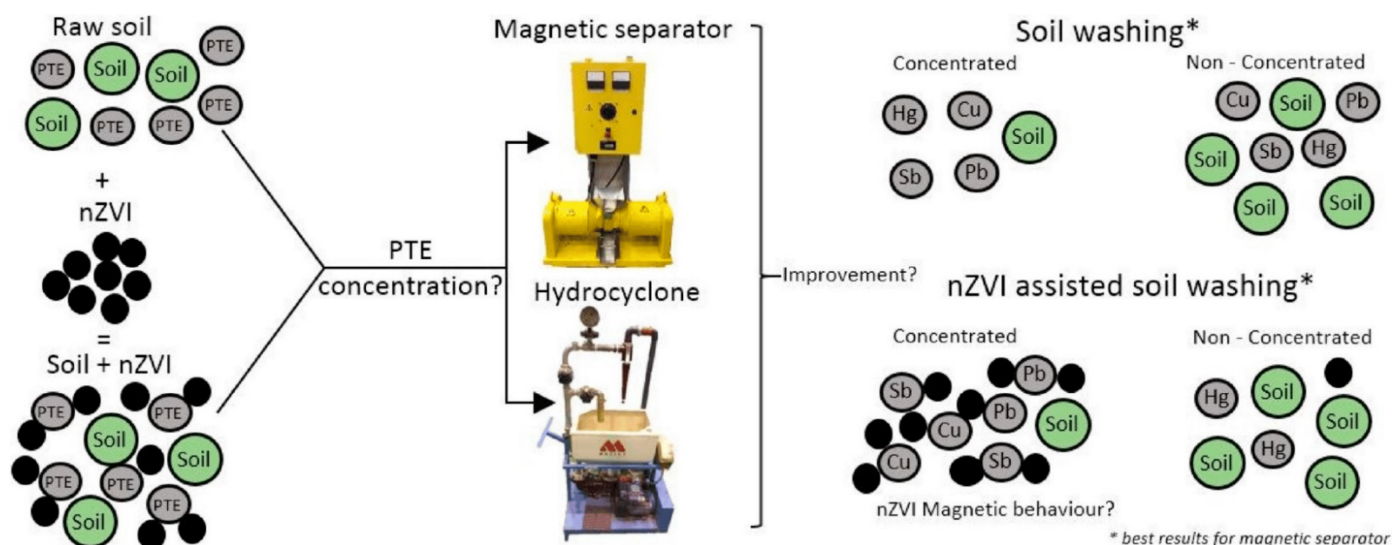 Raw soil
PTE
PTE
Soil
Soil
PTE
Soil
PTE
PTE
+
nZVI
=
Soil + nZVI
PTE
PTE
Soil
Soil
PTE
PTE
PTE
Soil
PTE
concentration?
Magnetic separator
Hydrocyclone
Improvement?
Soil washing*
Concentrated
Hg
Cu
Soil
Sb
Pb
Non - Concentrated
Cu
Soil
Pb
Soil
Sb
Hg
Soil
Soil
nZVI assisted soil washing*
Concentrated
Sb
Pb
Cu
Pb
Soil
Cu
Sb
nZVI Magnetic behaviour?
Non - Concentrated
Hg
Soil
Soil
Soil
Hg
Soil
* best results for magnetic separator